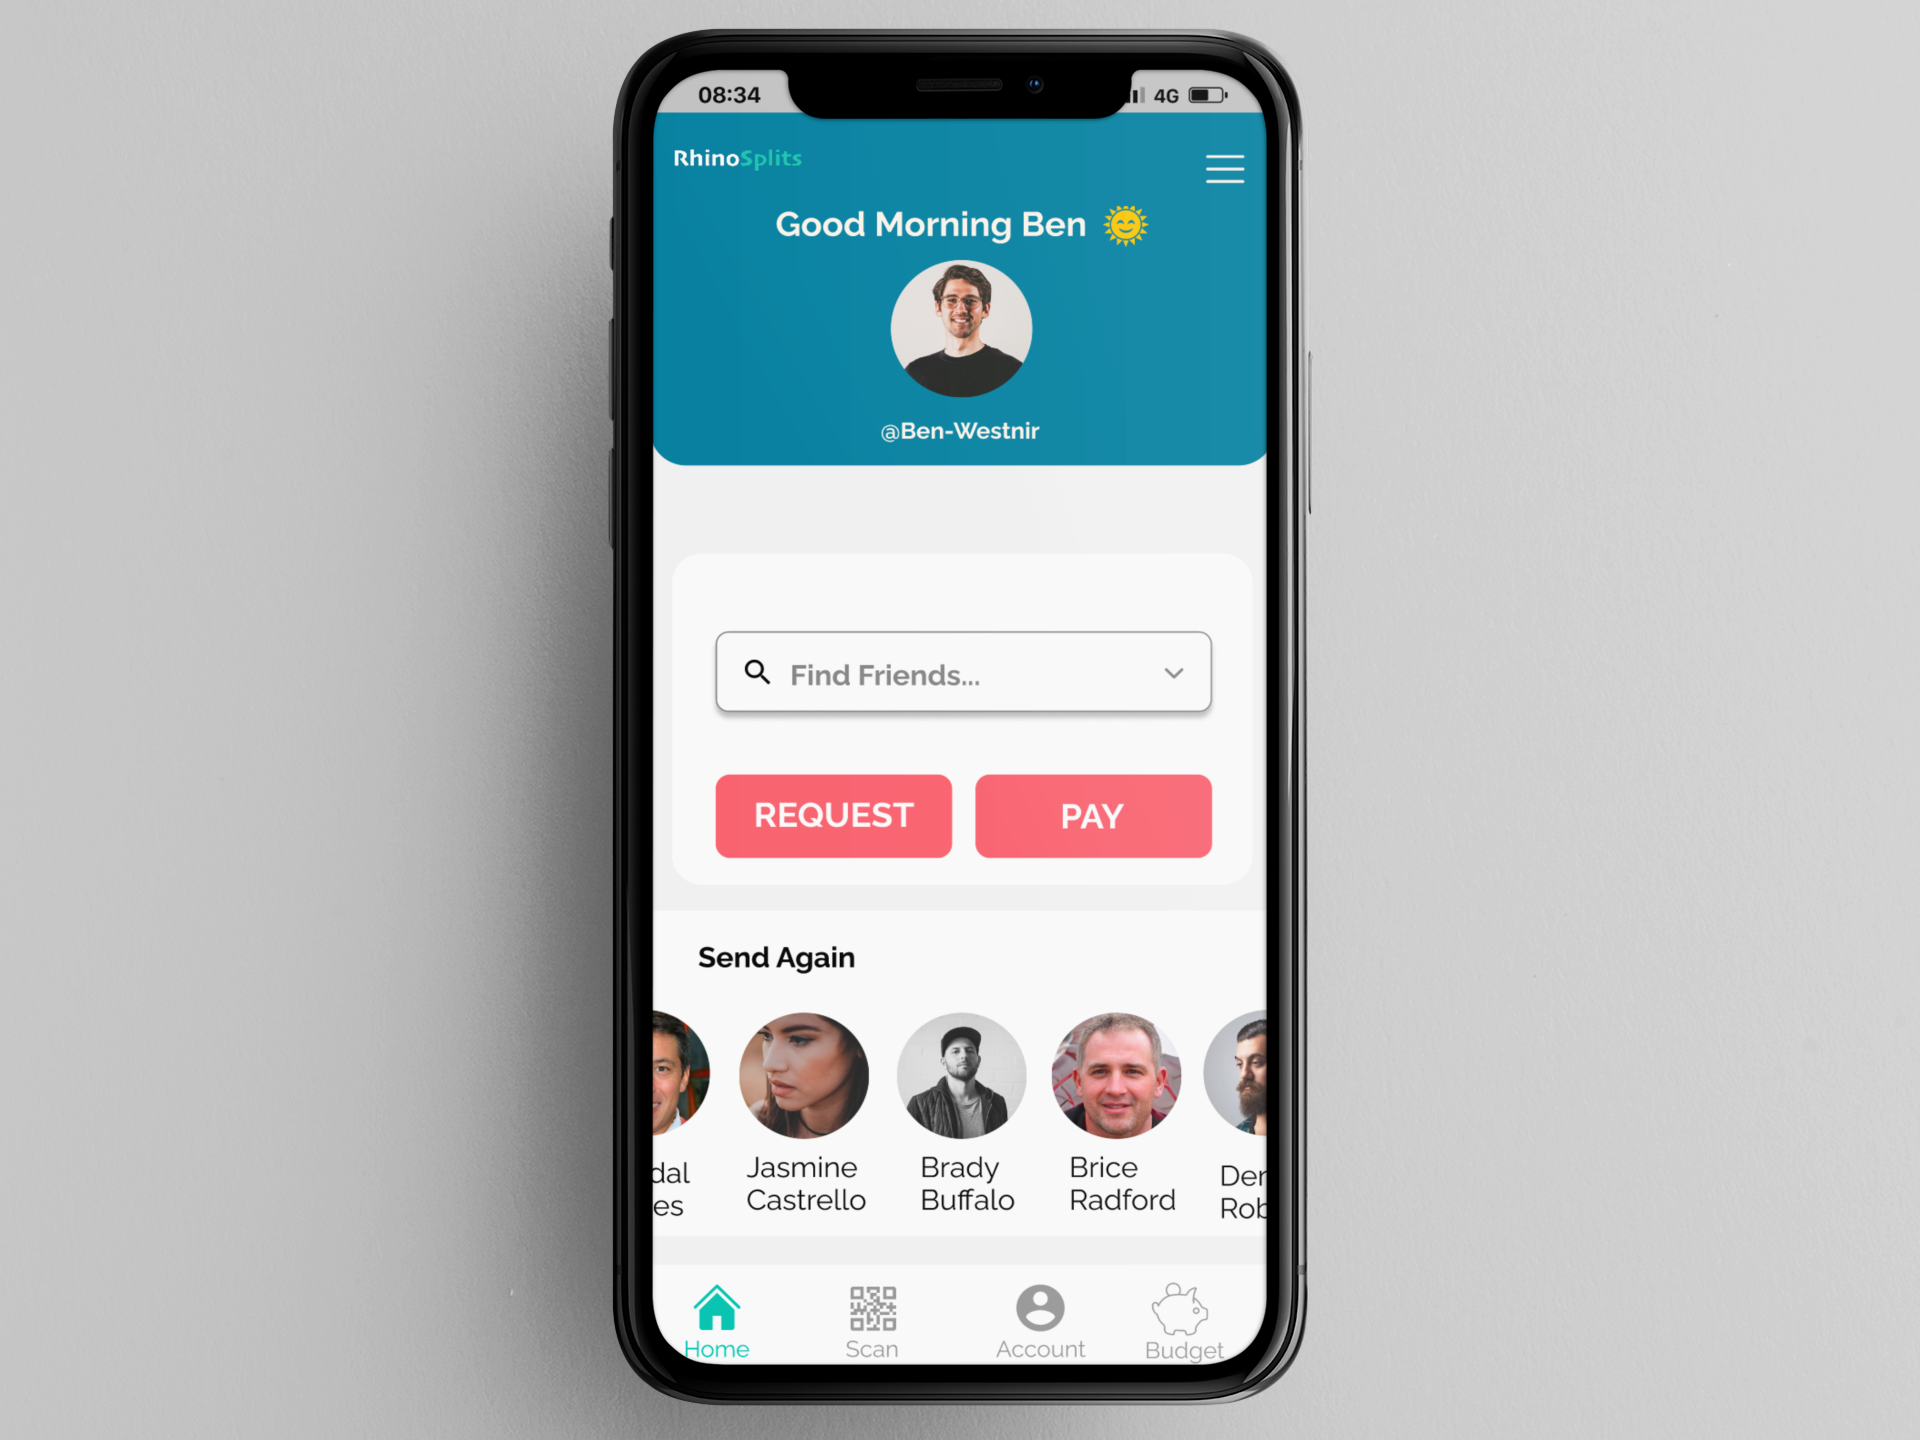 08:34
4G
RhinoSplits
Good Morning Ben
@Ben-Westnir
Find Friends...
REQUEST
PAY
Send Again
dal
es
Jasmine
Castrello
Brady
Buffalo
Brice
Radford
Der
Rob
Home
Scan
Account
Budget